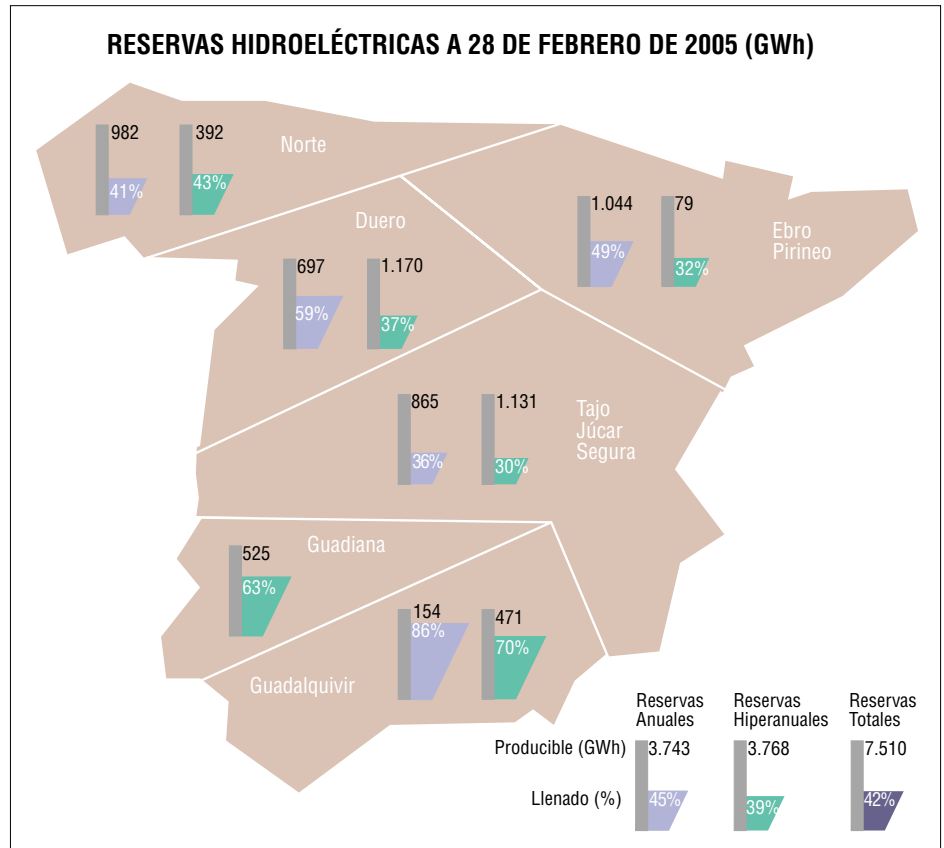 RESERVAS HIDROELÉCTRICAS A 28 DE FEBRERO DE 2005 (GWh)
982
392
Norte
41%
43%
Duero
1.044
79
Ebro
Pirineo
49%
32%
697
1.170
59%
37%
865
1.131
Tajo
Júcar
Segura
36%
30%
Guadiana
525
63%
154
471
86%
70%
Guadalquivir
Reservas
Anuales
Reservas
Hiperanuales
Reservas
Totales
Producible (GWh)
3.743
3.768
7.510
Llenado (%)
45%
39%
42%